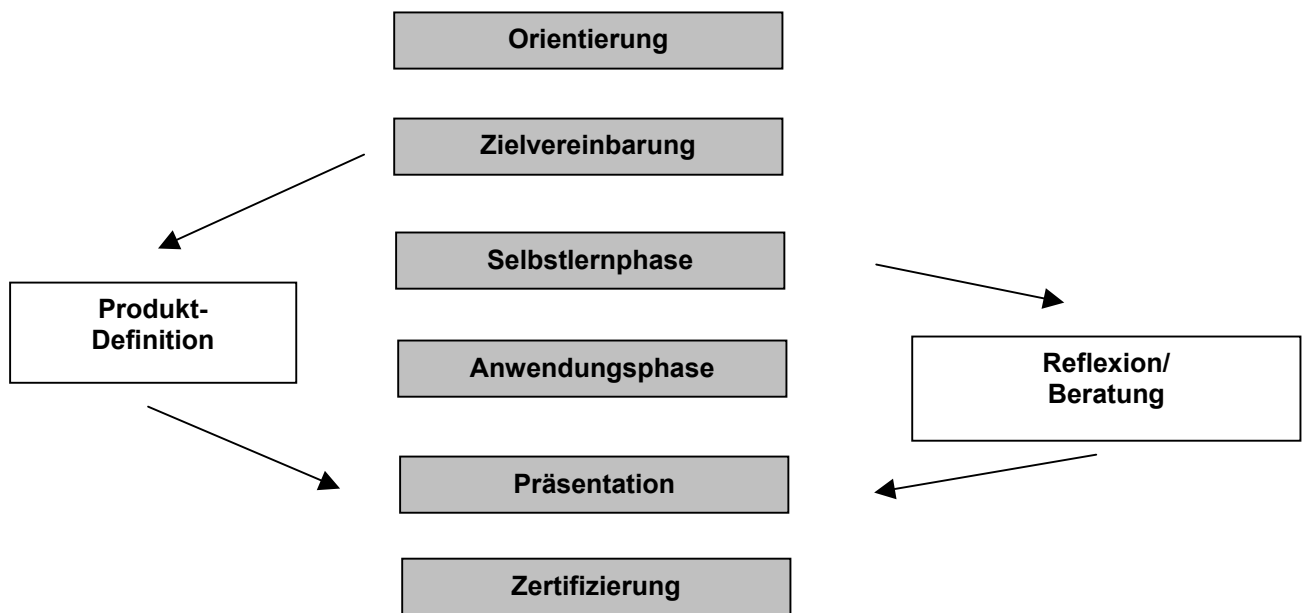 Orientierung
Zielvereinbarung
Selbstlernphase
Produkt-
Definition
Anwendungsphase
Reflexion/
Beratung
Präsentation
Zertifizierung